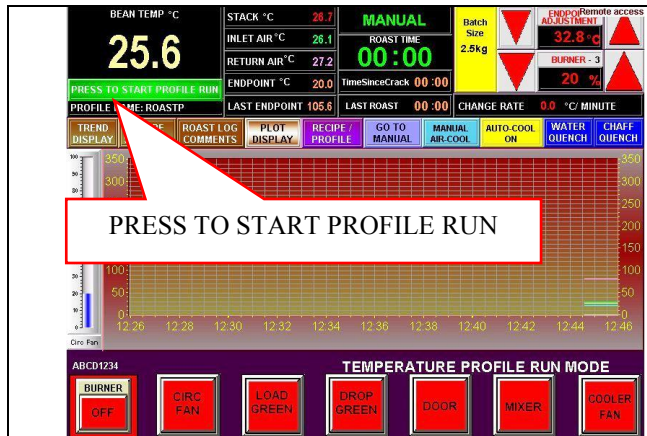 BEAN TEMP °C
25.6
PRESS TO START PROFILE RUN
STACK °C 26.7
INLET AIR°C 26.1
RETURN AIR°C 27.2
ENDPOINT °C 20.0
LAST ENDPOINT 105.6
MANUAL
ROAST TIME
00:00
TimeSinceCrack 00:00
LAST ROAST 00:00
Batch
Size
2.5kg
Remote access
ADJUSTMENT
32.8 °C
BURNER - 3
20 %
CHANGE RATE 0.0 °C/ MINUTE
TREND
DISPLAY
ROAST LOG
COMMENTS
PLOT
DISPLAY
RECIPE /
PROFILE
GO TO
MANUAL
MANUAL
AIR-COOL
AUTO-COOL
ON
WATER
QUENCH
CHAFF
QUENCH
PRESS TO START PROFILE RUN
350
300
100
50
0
350
300
250
200
150
100
50
0
12:26 12:28 12:30 12:32 12:34 12:36 12:38 12:40 12:42 12:44 12:46
Circ Fan
ABCD1234
TEMPERATURE PROFILE RUN MODE
BURNER
OFF
CIRC
FAN
LOAD
GREEN
DROP
GREEN
DOOR
MIXER
COOLER
FAN